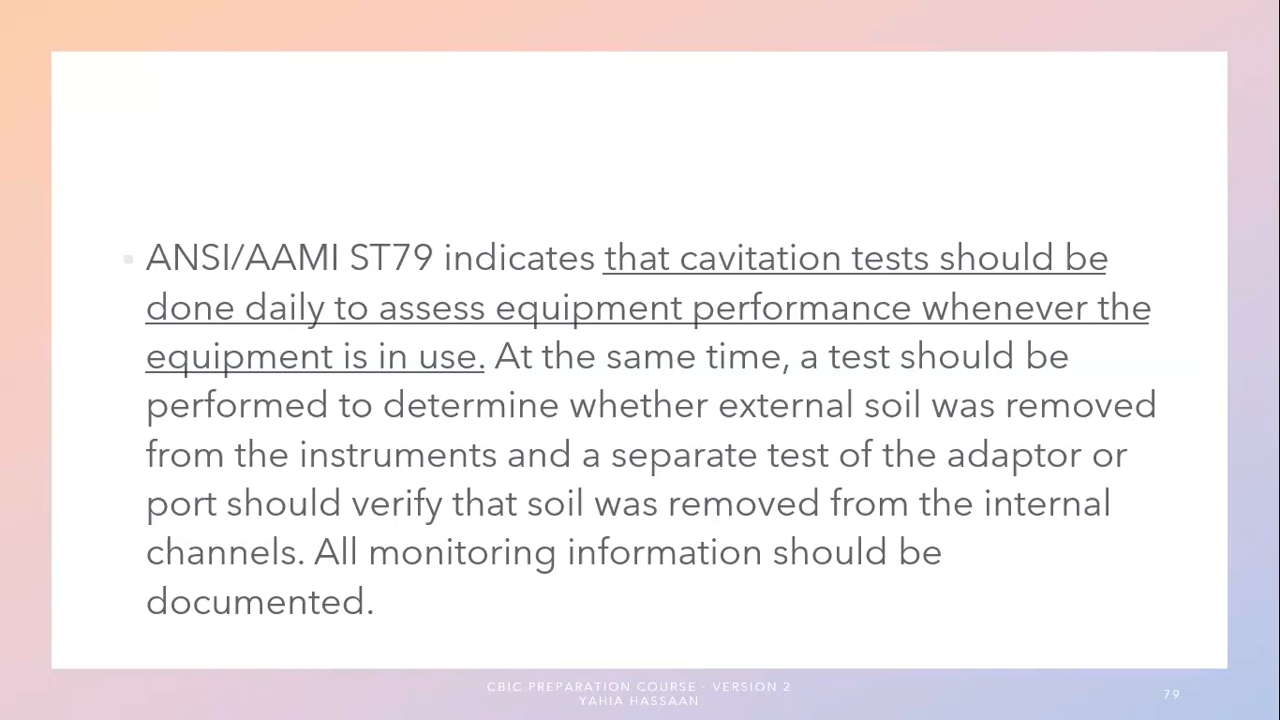 ANSI/AAMI ST79 indicates that cavitation tests should be
done daily to assess equipment performance whenever the
equipment is in use. At the same time, a test should be
performed to determine whether external soil was removed
from the instruments and a separate test of the adaptor or
port should verify that soil was removed from the internal
channels. All monitoring information should be
documented.
CBIC PREPARATION COURSE - VERSION 2
YAHIA HASSAAN
79